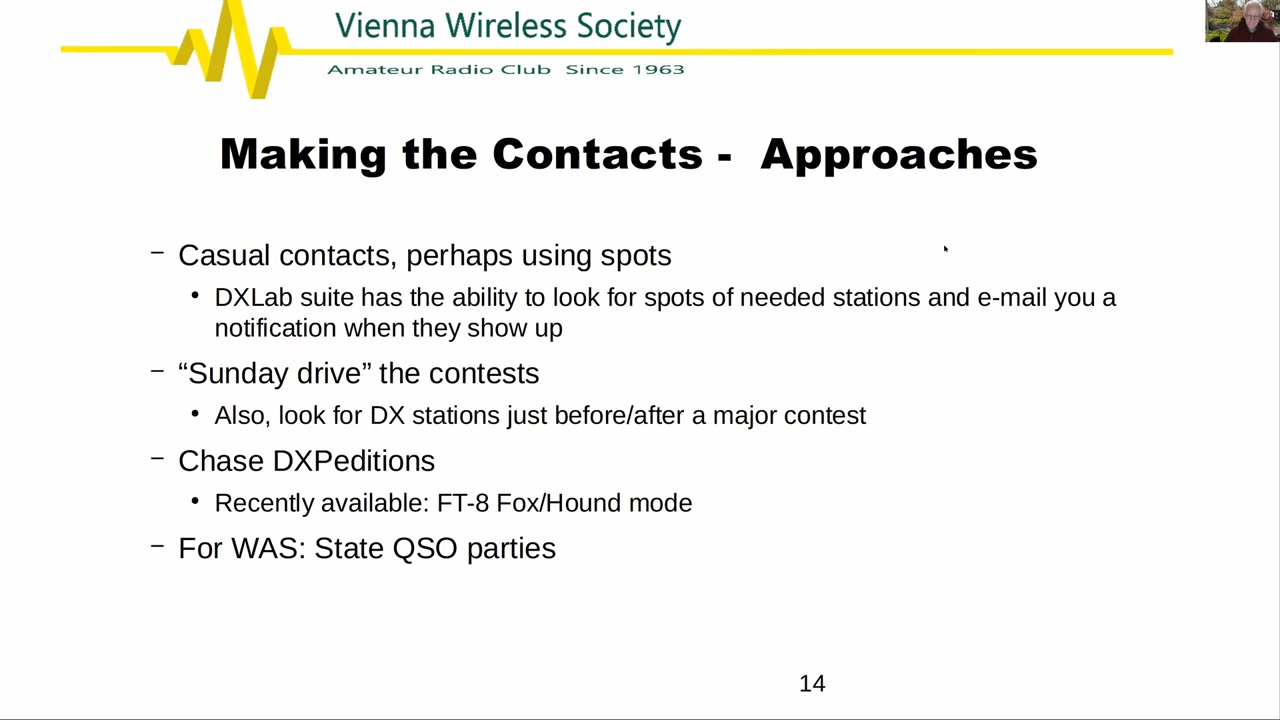 Vienna Wireless Society
Amateur Radio Club Since 1963
Making the Contacts - Approaches
– Casual contacts, perhaps using spots
• DXLab suite has the ability to look for spots of needed stations and e-mail you a
notification when they show up
– “Sunday drive” the contests
• Also, look for DX stations just before/after a major contest
– Chase DXPeditions
• Recently available: FT-8 Fox/Hound mode
– For WAS: State QSO parties
14